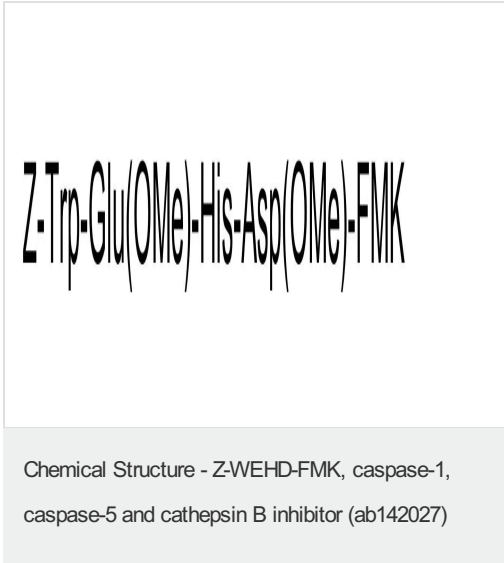 Z-Trp-Glu(OMe)-His-Asp(OMe)-FMK
Chemical Structure - Z-WEHD-FMK, caspase-1,
caspase-5 and cathepsin B inhibitor (ab142027)